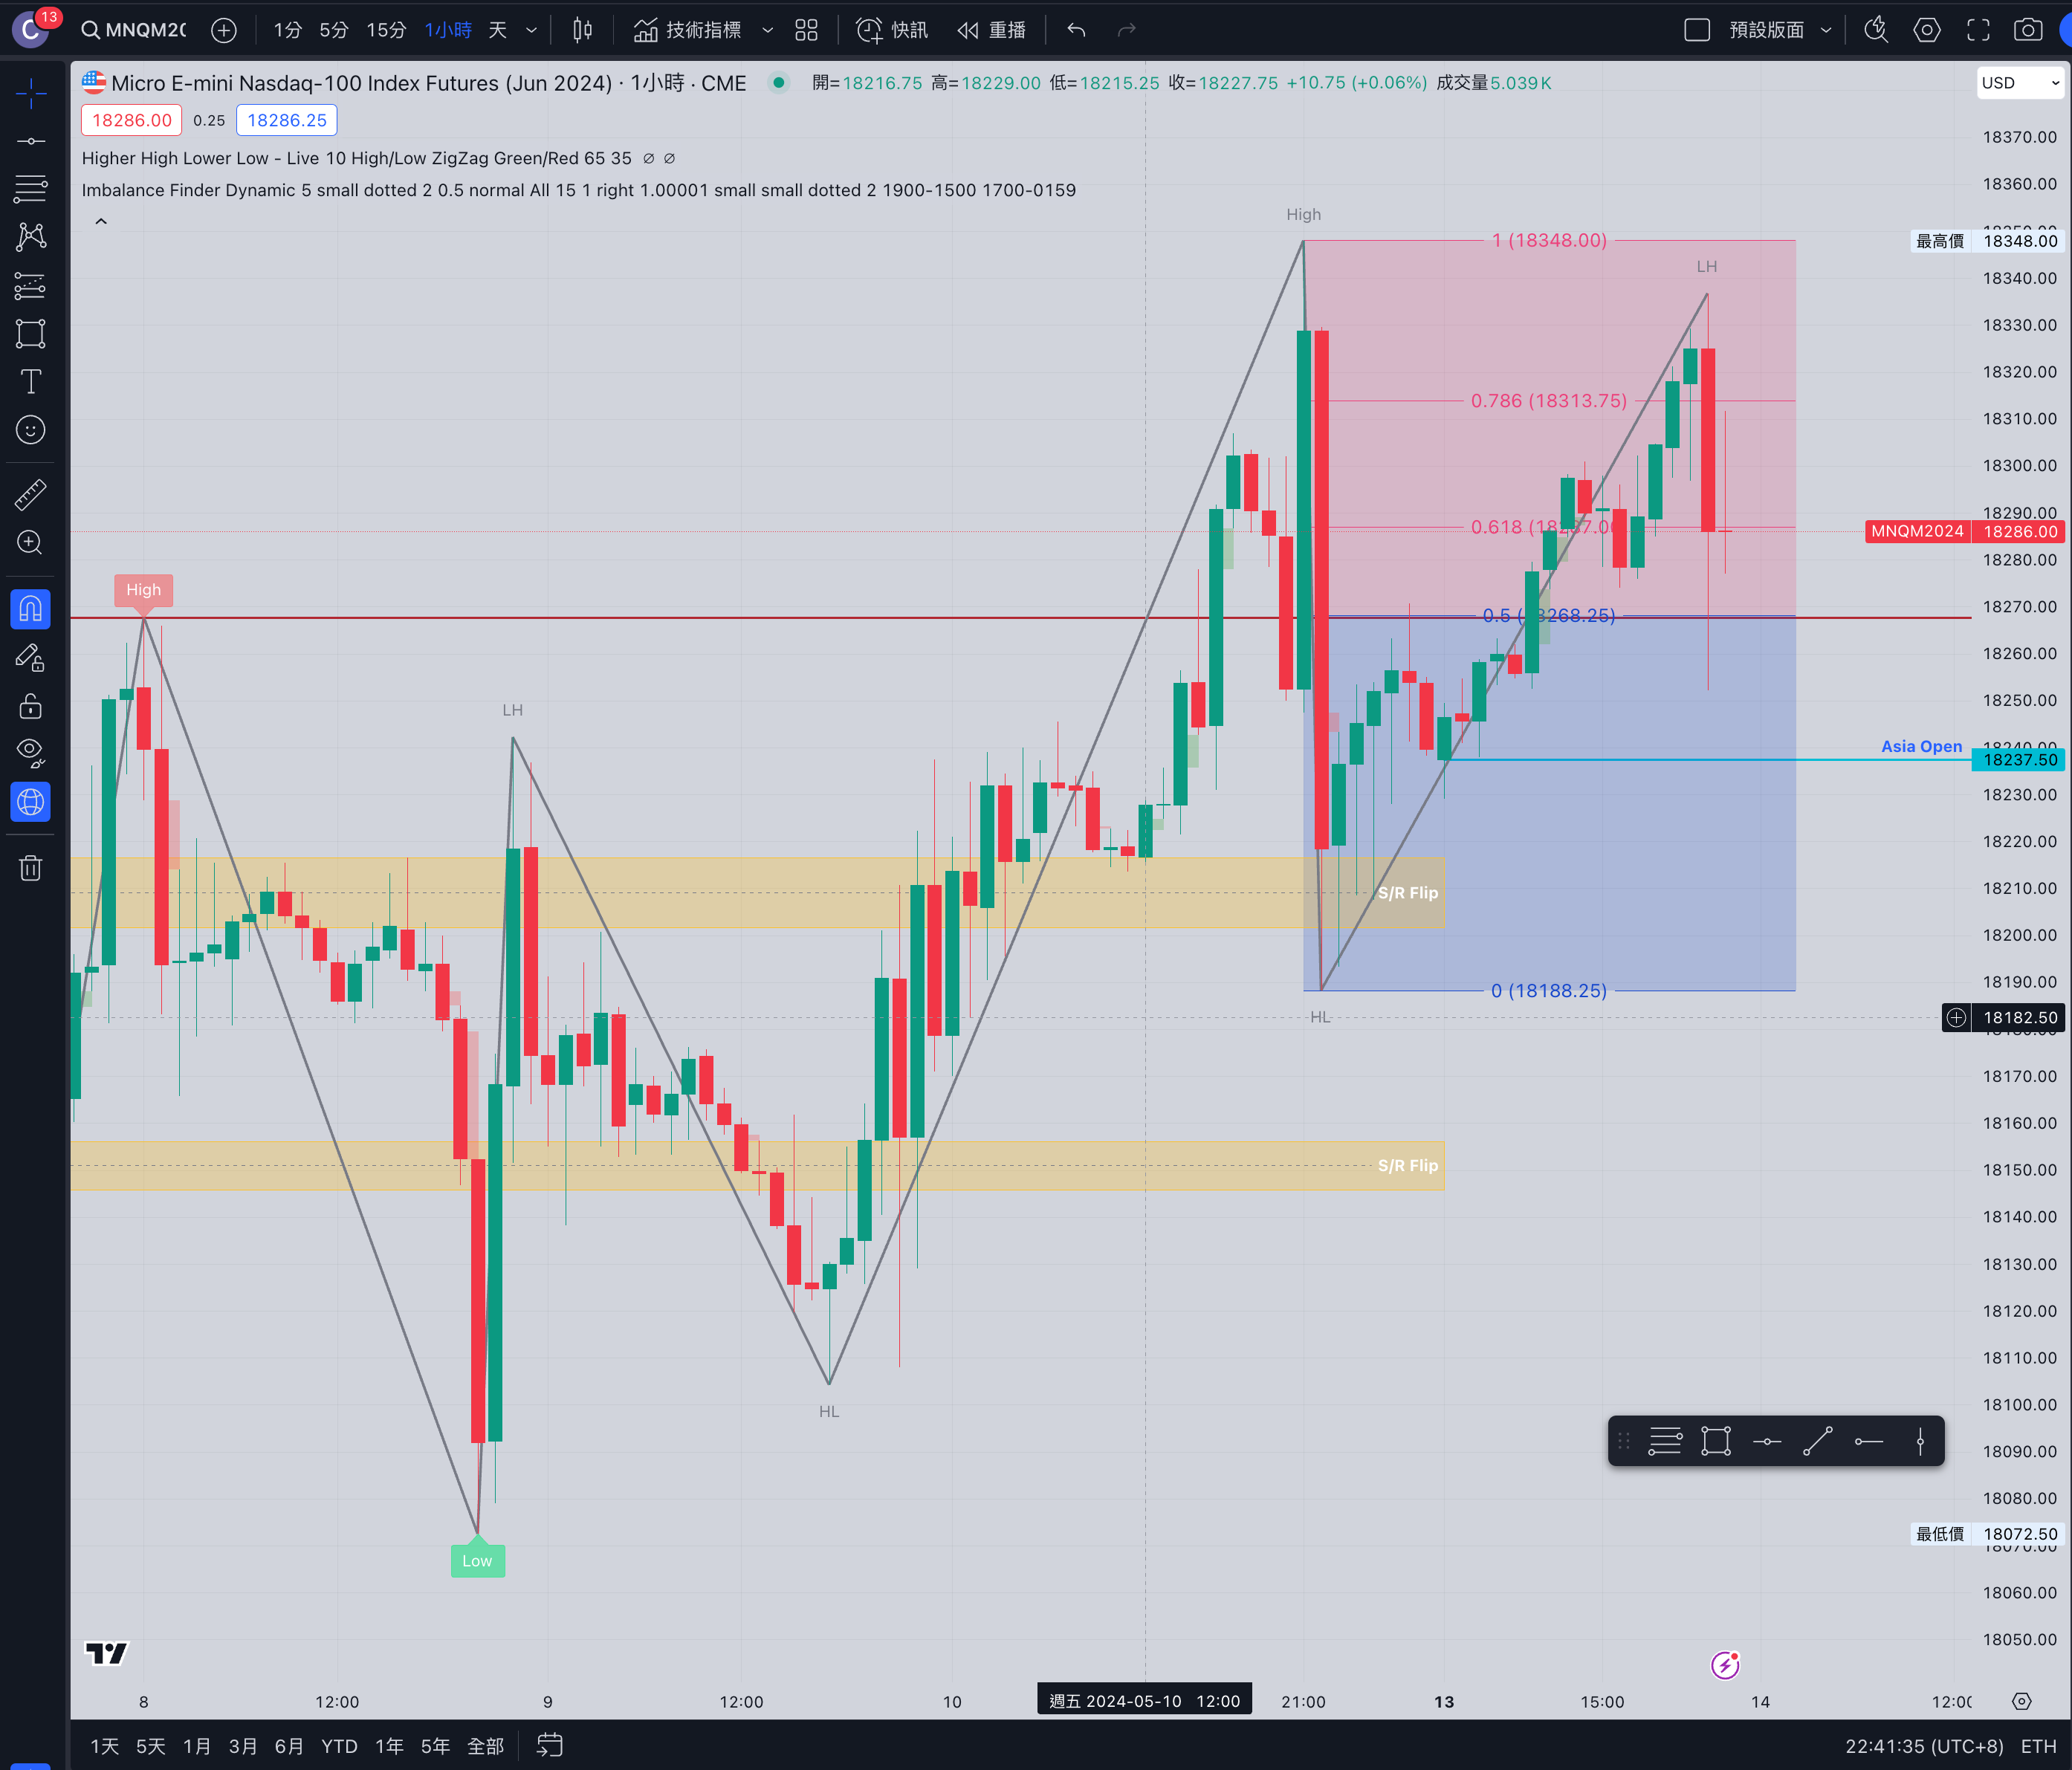 C 13 MNQM2 1分 5分 15分 1小時 天 技術指標 快訊 重播 預設版面
Micro E-mini Nasdaq-100 Index Futures (Jun 2024) · 1小時 · CME 開=18216.75 高=18229.00 低=18215.25 收=18227.75 +10.75 (+0.06%) 成交量5.039K
USD
18286.00 0.25 18286.25
Higher High Lower Low - Live 10 High/Low ZigZag Green/Red 65 35 ∅ ∅
Imbalance Finder Dynamic 5 small dotted 2 0.5 normal All 15 1 right 1.00001 small small dotted 2 1900-1500 1700-0159
18370.00
18360.00
High
1 (18348.00)
最高價 18348.00
LH
18340.00
18330.00
18320.00
0.786 (18313.75)
18310.00
18300.00
18290.00
0.618 (18287.00)
MNQM2024 18286.00
18280.00
High
18270.00
0.5 (18268.25)
18260.00
18250.00
LH
Asia Open
18237.50
18230.00
18220.00
18210.00
S/R Flip
18200.00
18190.00
0 (18188.25)
HL
18182.50
18170.00
18160.00
S/R Flip
18150.00
18140.00
18130.00
18120.00
18110.00
HL
18100.00
18090.00
18080.00
最低價 18072.50
Low
18060.00
18050.00
8 12:00 9 12:00 10 週五 2024-05-10 12:00 21:00 13 15:00 14
1天 5天 1月 3月 6月 YTD 1年 5年 全部 22:41:35 (UTC+8) ETH